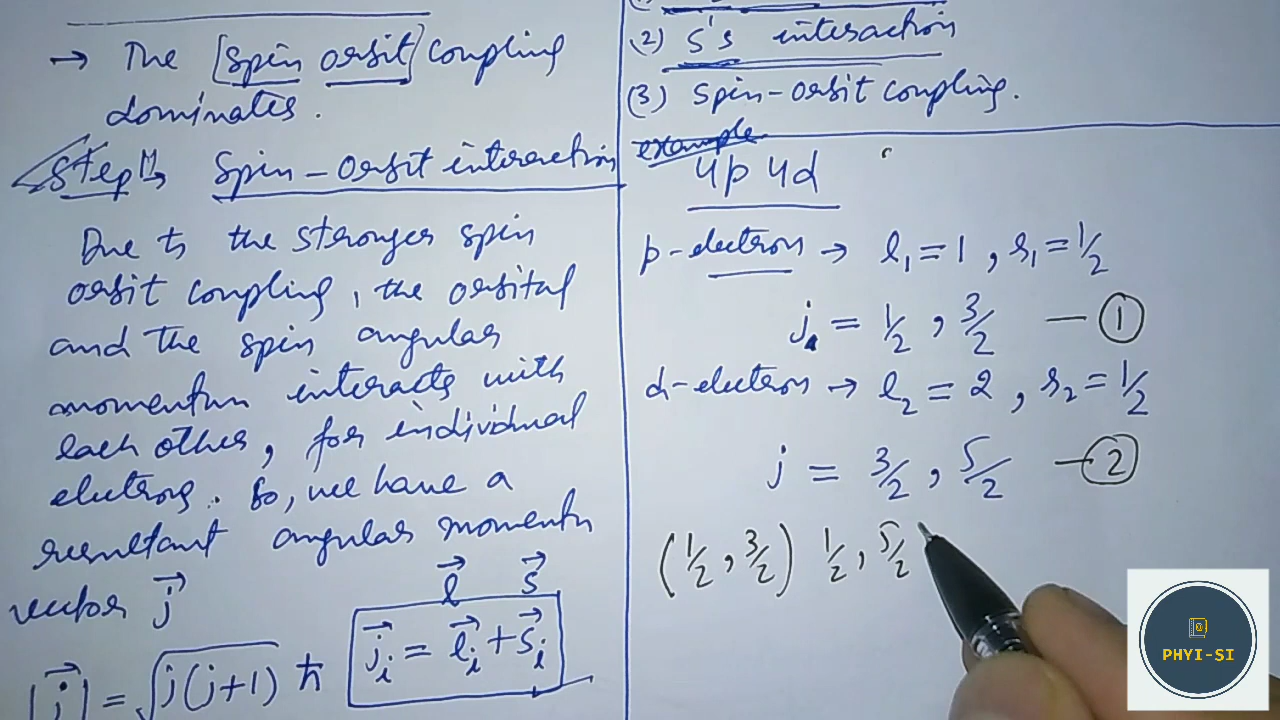 → The [spin orbit] coupling
dominates.
Step 1 → Spin-orbit interaction
Due to the stronger spin
orbit coupling, the orbital
and the spin angular
momentum interacts with
each other, for individual
electrons. So, we have a
resultant angular momentum
vector j⃗
|j⃗| = √j(j+1) ħ
l⃗ s⃗
j⃗ᵢ = l⃗ᵢ + s⃗ᵢ
(2) s's interaction
(3) Spin-orbit coupling.
example
4p 4d
p-electron → l₁ = 1, s₁ = 1/2
j = 1/2, 3/2 — ①
d-electron → l₂ = 2, s₂ = 1/2
j = 3/2, 5/2 — ②
(1/2, 3/2) 1/2, 5/2
PHYI-SI